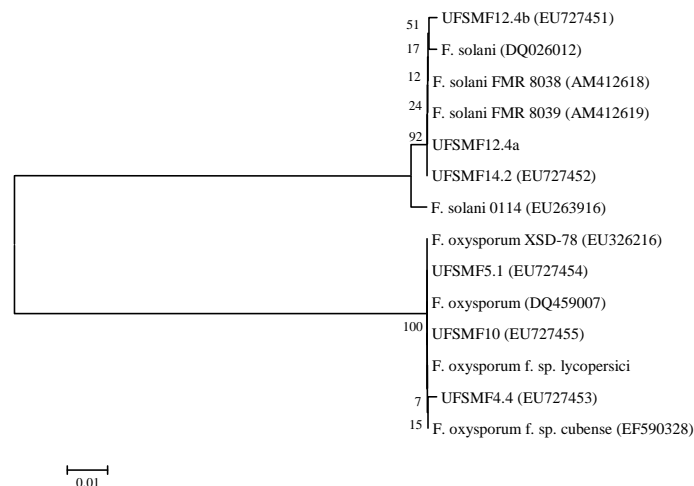 UFSMF12.4b (EU727451)
51
17
F. solani (DQ026012)
12
F. solani FMR 8038 (AM412618)
24
F. solani FMR 8039 (AM412619)
92
UFSMF12.4a
UFSMF14.2 (EU727452)
F. solani 0114 (EU263916)
F. oxysporum XSD-78 (EU326216)
UFSMF5.1 (EU727454)
F. oxysporum (DQ459007)
100
UFSMF10 (EU727455)
F. oxysporum f. sp. lycopersici
7
UFSMF4.4 (EU727453)
15
F. oxysporum f. sp. cubense (EF590328)
0.01